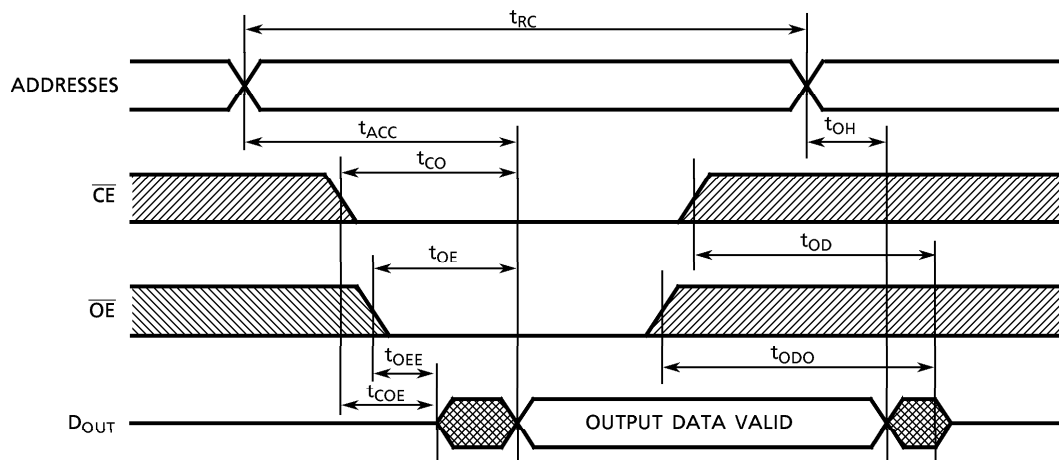 tRC
ADDRESSES
tACC
tOH
tCO
CE
tOD
tOE
OE
tODO
tOEE
tCOE
DOUT
OUTPUT DATA VALID